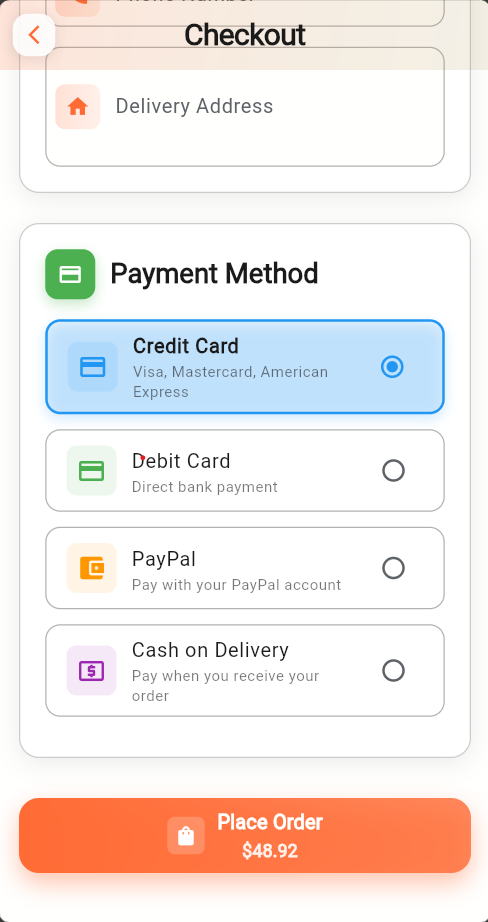 Phone Number
Checkout
Delivery Address
Payment Method
Credit Card
Visa, Mastercard, American
Express
Debit Card
Direct bank payment
PayPal
Pay with your PayPal account
Cash on Delivery
Pay when you receive your
order
Place Order
$48.92